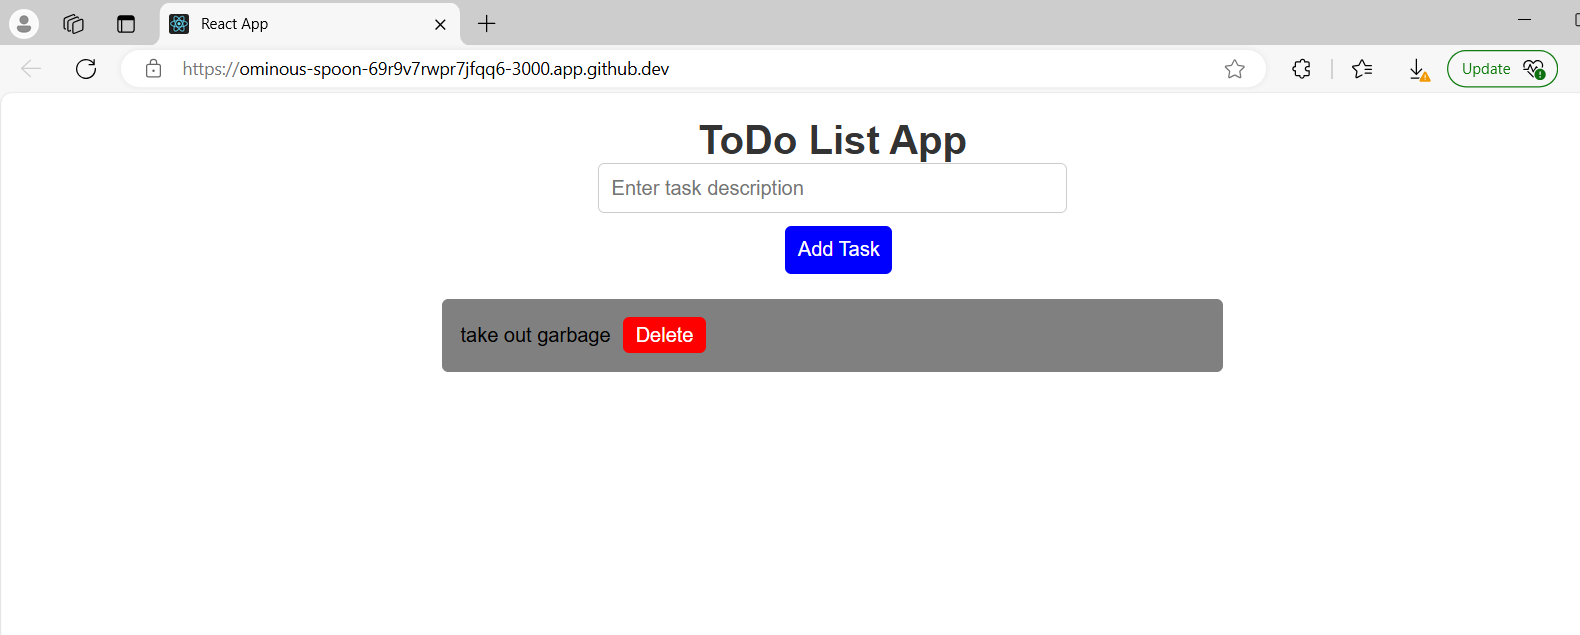 React App
https://ominous-spoon-69r9v7rwpr7jfqq6-3000.app.github.dev
Update
ToDo List App
Enter task description
Add Task
take out garbage Delete